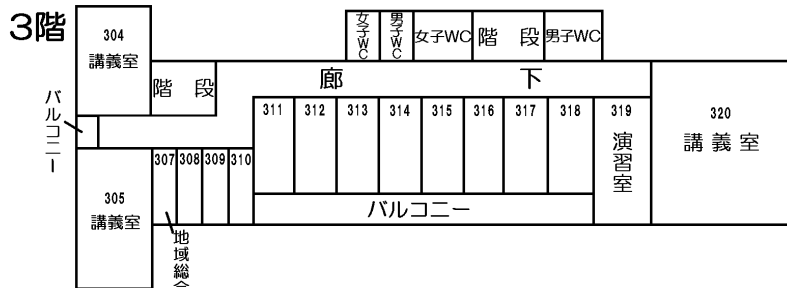 3階
304
講義室
女子WC
男子WC
女子WC
階段
男子WC
階段
廊下
バルコニー
311
312
313
314
315
316
317
318
319
演習室
320
講義室
307
308
309
310
305
講義室
バルコニー
地域総合